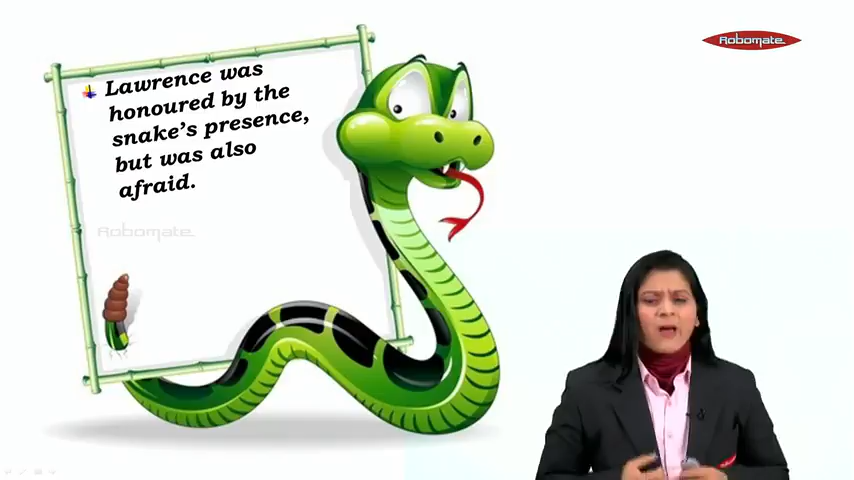 Robomate
Lawrence was
honoured by the
snake's presence,
but was also
afraid.
Robomate